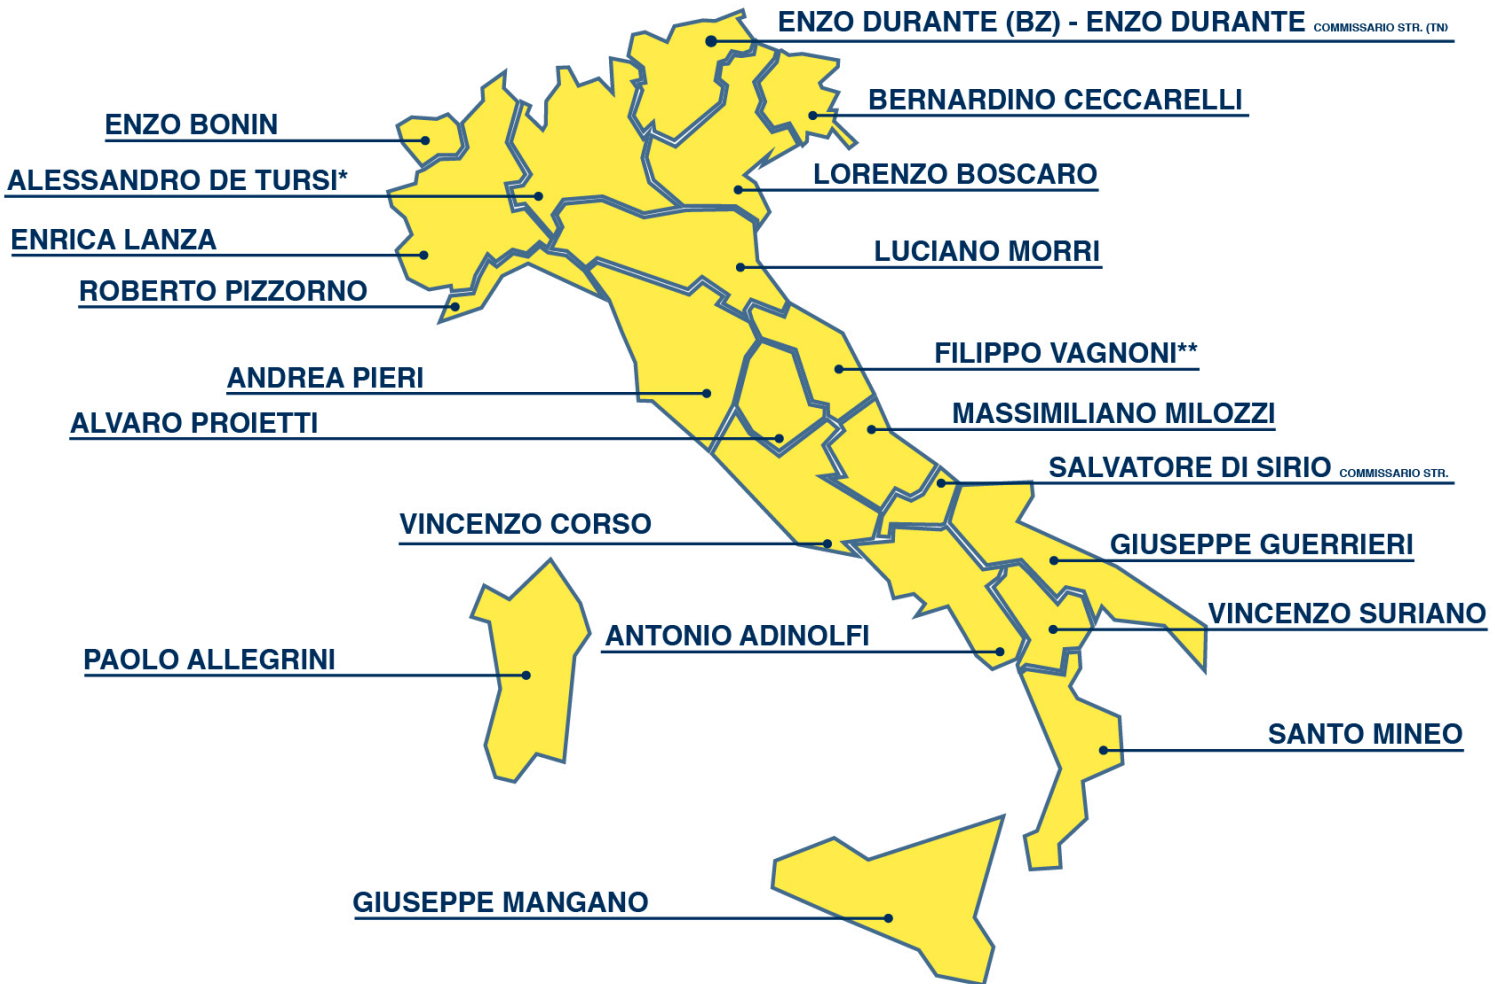 ENZO DURANTE (BZ) - ENZO DURANTE COMMISSARIO STR. (TN)
BERNARDINO CECCARELLI
ENZO BONIN
LORENZO BOSCARO
ALESSANDRO DE TURSI*
ENRICA LANZA
LUCIANO MORRI
ROBERTO PIZZORNO
FILIPPO VAGNONI**
ANDREA PIERI
MASSIMILIANO MILOZZI
ALVARO PROIETTI
SALVATORE DI SIRIO COMMISSARIO STR.
VINCENZO CORSO
GIUSEPPE GUERRIERI
VINCENZO SURIANO
ANTONIO ADINOLFI
PAOLO ALLEGRINI
SANTO MINEO
GIUSEPPE MANGANO